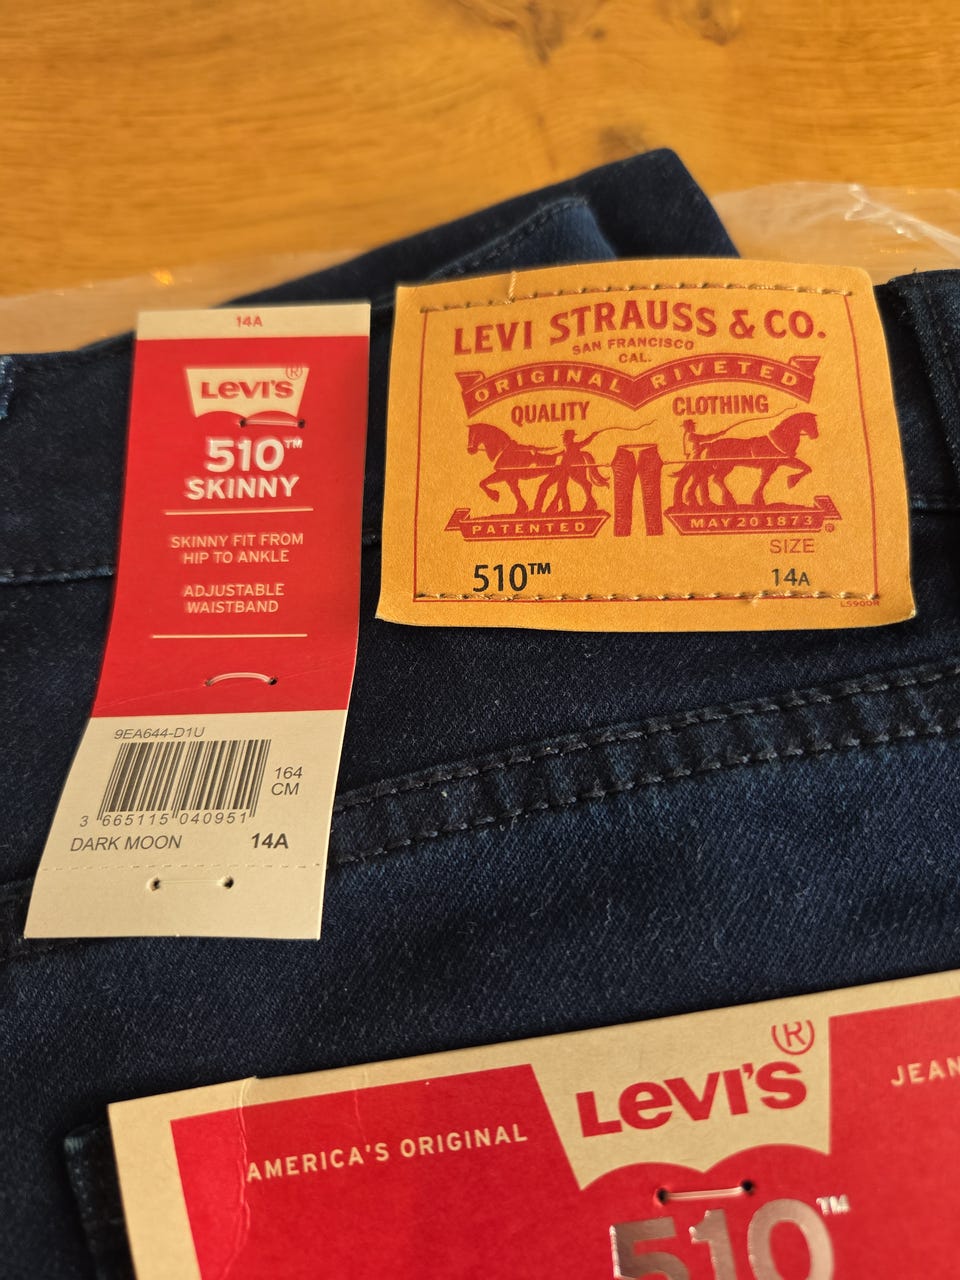 14A
LEVI'S®
510™
SKINNY
SKINNY FIT FROM
HIP TO ANKLE
ADJUSTABLE
WAISTBAND
9EA644-D1U
164
CM
3 665115 040951
DARK MOON 14A
LEVI STRAUSS & CO.
SAN FRANCISCO
CAL.
ORIGINAL RIVETED
QUALITY CLOTHING
PATENTED MAY 20 1873 ®
SIZE
510™ 14A
LS900R
LEVI'S®
AMERICA'S ORIGINAL JEAN
510™